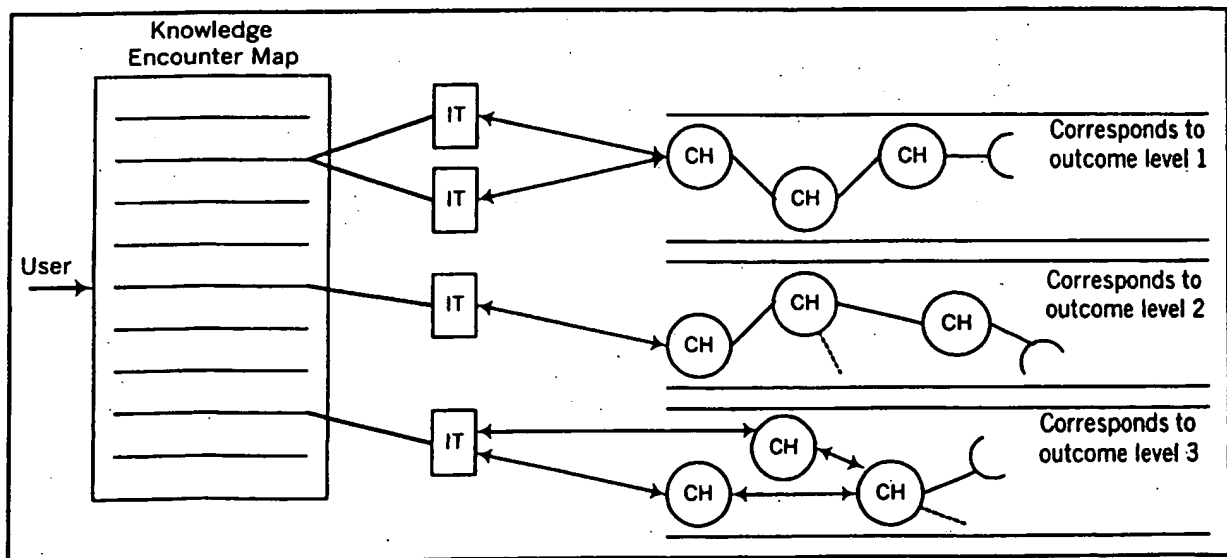 Knowledge
Encounter Map
User
IT
IT
IT
IT
CH
CH
CH
Corresponds to
outcome level 1
CH
CH
CH
Corresponds to
outcome level 2
CH
CH
CH
Corresponds to
outcome level 3